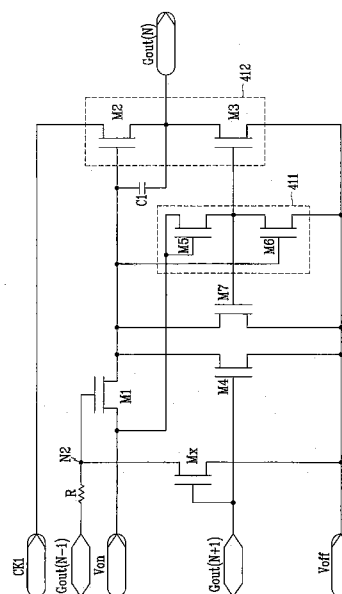 CK1
Gout(N-1)
Von
Gout(N+1)
Voff
R
N2
Mx
M1
M4
M7
C1
M5
M6
411
M2
M3
412
Gout(N)